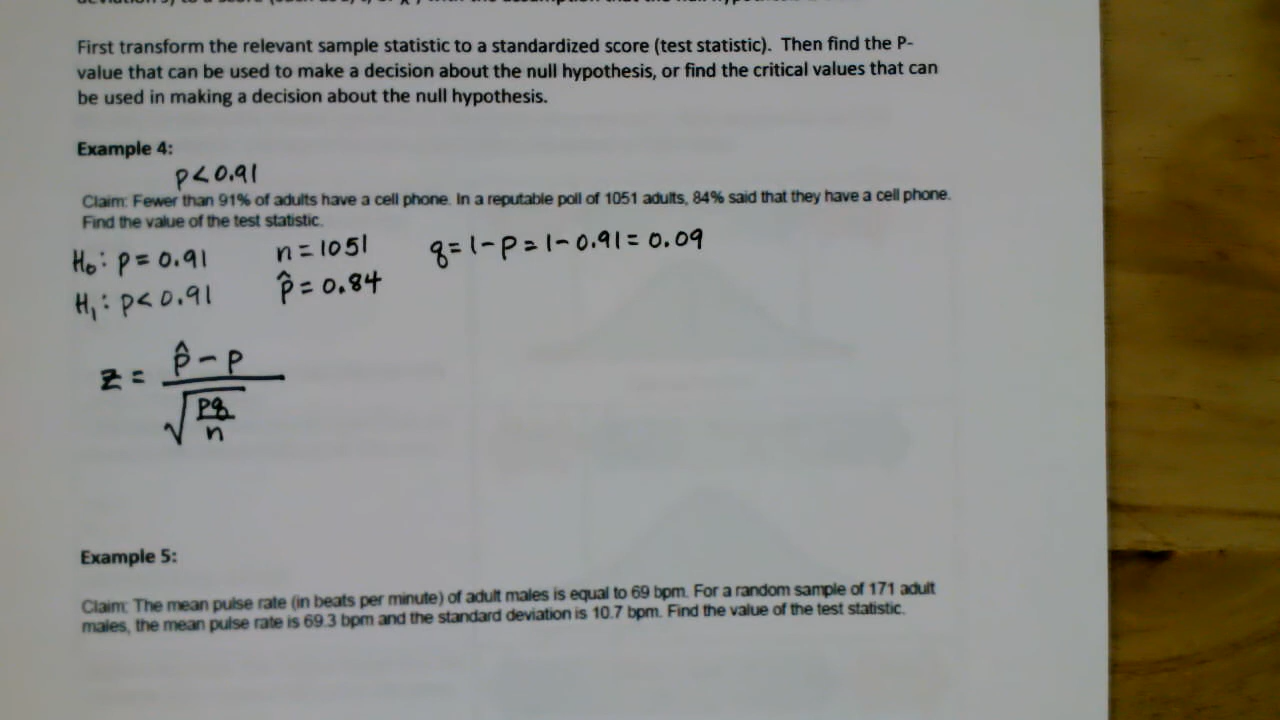 First transform the relevant sample statistic to a standardized score (test statistic). Then find the P-
value that can be used to make a decision about the null hypothesis, or find the critical values that can
be used in making a decision about the null hypothesis.
Example 4:
p < 0.91
Claim: Fewer than 91% of adults have a cell phone. In a reputable poll of 1051 adults, 84% said that they have a cell phone.
Find the value of the test statistic.
H₀: p = 0.91 n = 1051 q = 1 - p = 1 - 0.91 = 0.09
H₁: p < 0.91 p̂ = 0.84
z = (p̂ - p) / √(pq/n)
Example 5:
Claim: The mean pulse rate (in beats per minute) of adult males is equal to 69 bpm. For a random sample of 171 adult
males, the mean pulse rate is 69.3 bpm and the standard deviation is 10.7 bpm. Find the value of the test statistic.